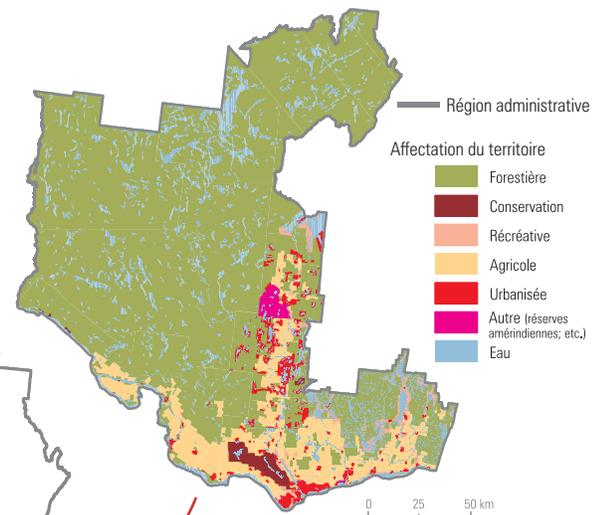 Région administrative
Affectation du territoire
Forestière
Conservation
Récréative
Agricole
Urbanisée
Autre (réserves
amérindiennes; etc.)
Eau
0 25 50 km